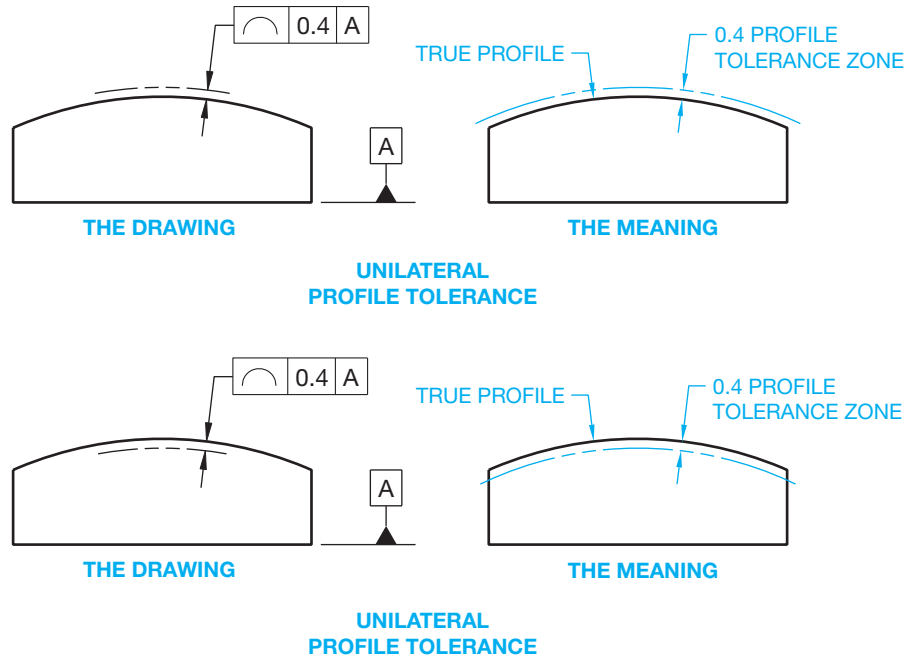 0.4 A
TRUE PROFILE
0.4 PROFILE
TOLERANCE ZONE
A
THE DRAWING
THE MEANING
UNILATERAL
PROFILE TOLERANCE
0.4 A
TRUE PROFILE
0.4 PROFILE
TOLERANCE ZONE
A
THE DRAWING
THE MEANING
UNILATERAL
PROFILE TOLERANCE